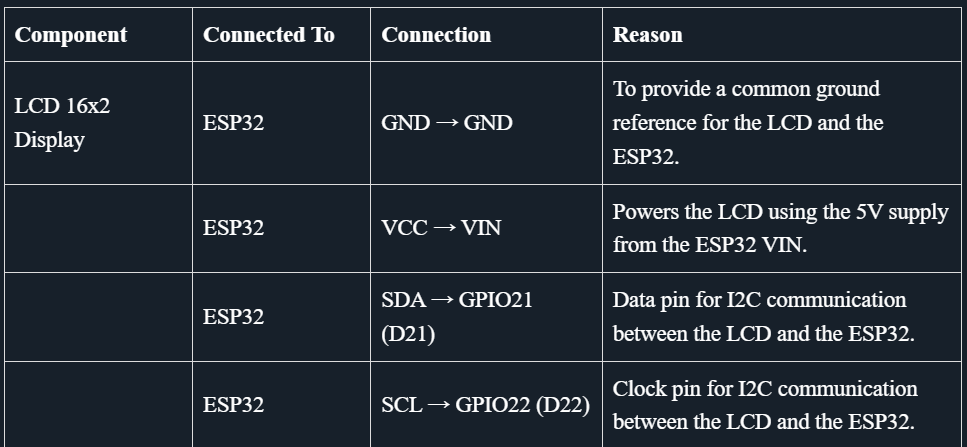 Component Connected To Connection Reason
LCD 16x2
Display
ESP32
GND → GND
To provide a common ground
reference for the LCD and the
ESP32.
ESP32
VCC → VIN
Powers the LCD using the 5V supply
from the ESP32 VIN.
ESP32
SDA → GPIO21
(D21)
Data pin for I2C communication
between the LCD and the ESP32.
ESP32
SCL → GPIO22 (D22)
Clock pin for I2C communication
between the LCD and the ESP32.